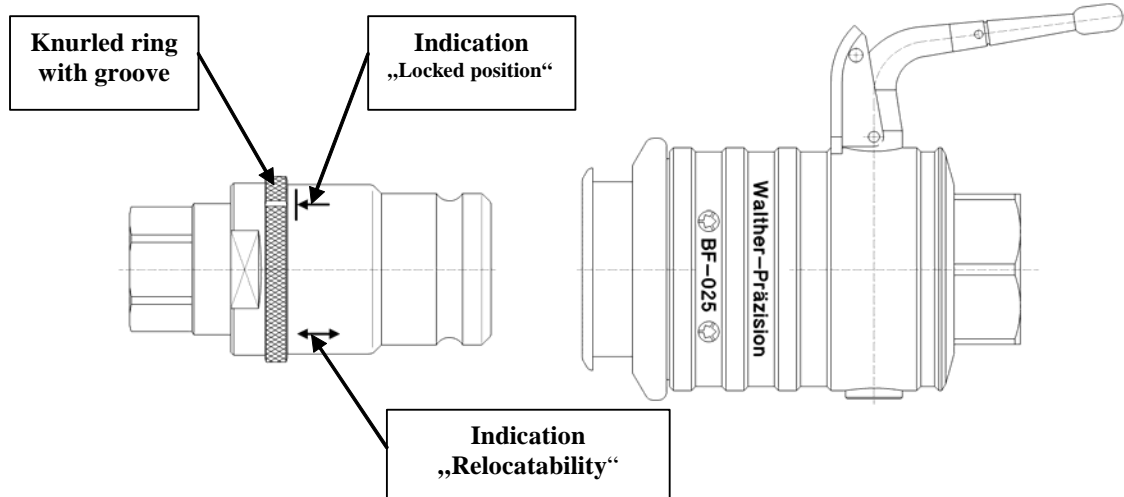 Knurled ring
with groove
Indication
„Locked position“
Walther-Präzision
BF-025
Indication
„Relocatability“